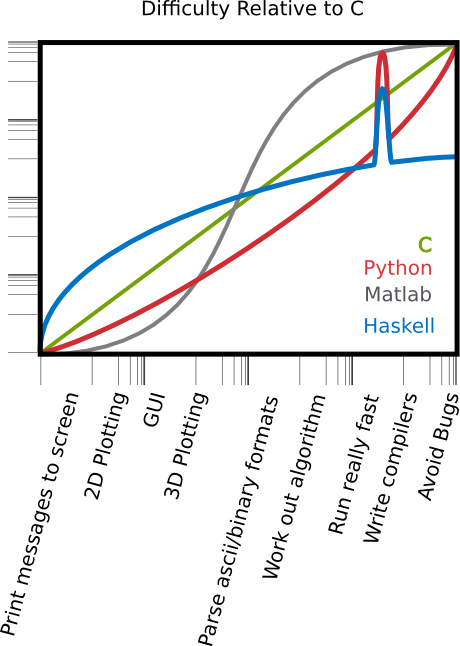 Difficulty Relative to C
C
Python
Matlab
Haskell
Print messages to screen
2D Plotting
GUI
3D Plotting
Parse ascii/binary formats
Work out algorithm
Run really fast
Write compilers
Avoid Bugs